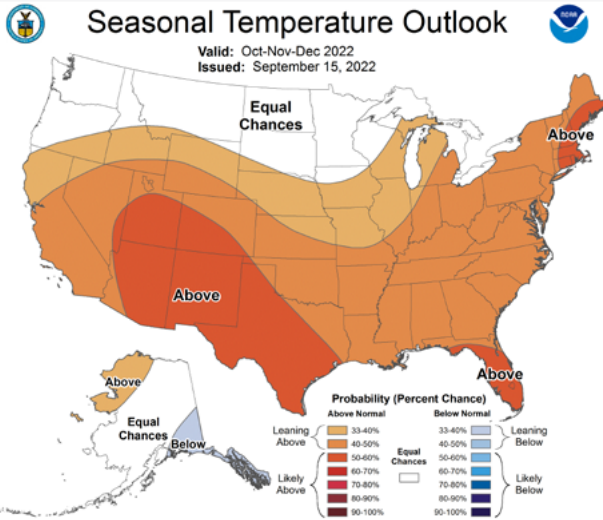 Seasonal Temperature Outlook
NOAA
Valid: Oct-Nov-Dec 2022
Issued: September 15, 2022
Equal
Chances
Above
Above
Above
Above
Equal
Chances
Below
Probability (Percent Chance)
Above Normal
Below Normal
Leaning
Above
33-40%
40-50%
Likely
Above
50-60%
60-70%
70-80%
80-90%
90-100%
Equal
Chances
33-40%
40-50%
Leaning
Below
50-60%
60-70%
70-80%
80-90%
90-100%
Likely
Below